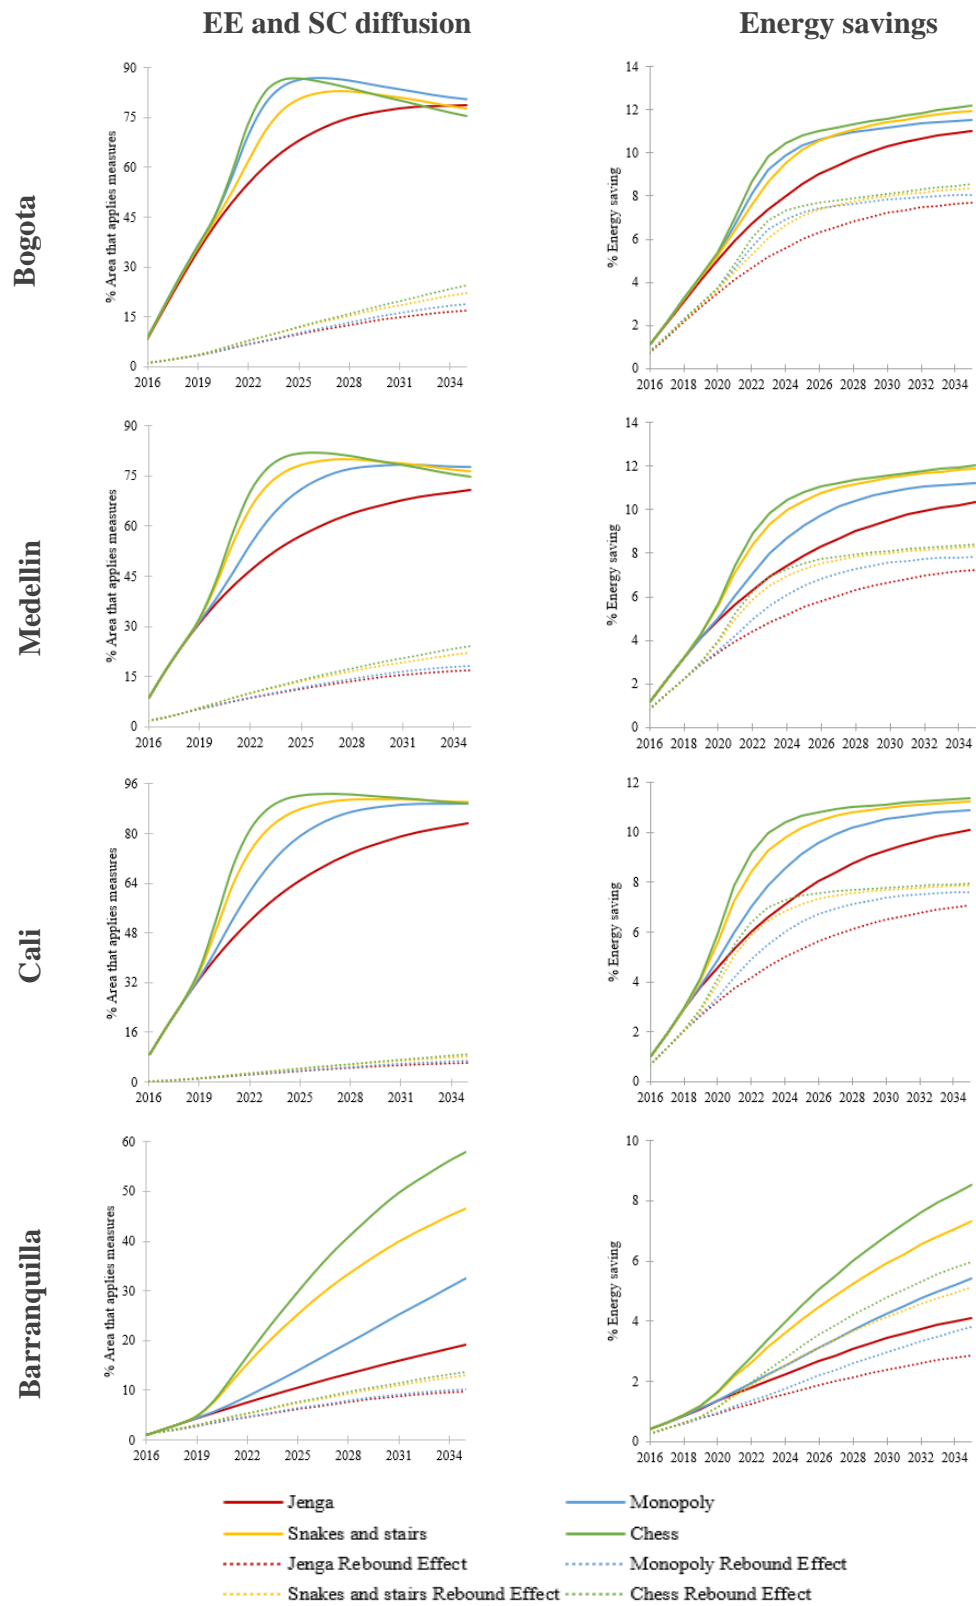 EE and SC diffusion
Energy savings
Bogota
% Area that applies measures
90
75
60
45
30
15
0
2016 2019 2022 2025 2028 2031 2034
% Energy saving
14
12
10
8
6
4
2
0
2016 2018 2020 2022 2024 2026 2028 2030 2032 2034
Medellin
% Area that applies measures
90
75
60
45
30
15
0
2016 2019 2022 2025 2028 2031 2034
% Energy saving
14
12
10
8
6
4
2
0
2016 2018 2020 2022 2024 2026 2028 2030 2032 2034
Cali
% Area that applies measures
96
80
64
48
32
16
0
2016 2019 2022 2025 2028 2031 2034
% Energy saving
12
10
8
6
4
2
0
2016 2018 2020 2022 2024 2026 2028 2030 2032 2034
Barranquilla
% Area that applies measures
60
50
40
30
20
10
0
2016 2019 2022 2025 2028 2031 2034
% Energy saving
10
8
6
4
2
0
2016 2018 2020 2022 2024 2026 2028 2030 2032 2034
Jenga
Monopoly
Snakes and stairs
Chess
Jenga Rebound Effect
Monopoly Rebound Effect
Snakes and stairs Rebound Effect
Chess Rebound Effect